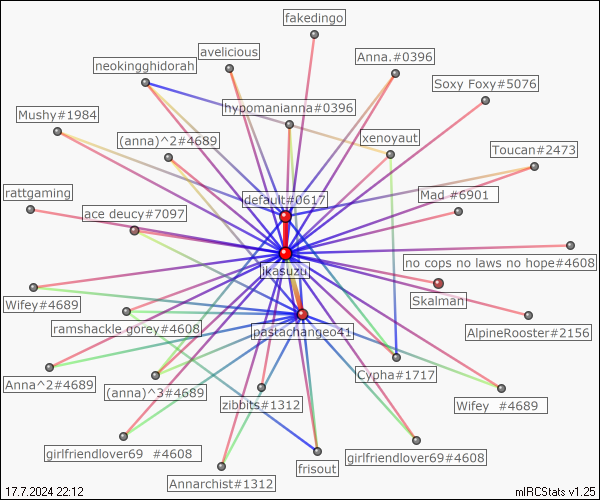 fakedingo
avelicious
Anna.#0396
neokingghidorah
Soxy Foxy#5076
hypomanianna#0396
Mushy#1984
(anna)^2#4689
xenoyaut
Toucan#2473
rattgaming
default#0617
Mad #6901
ace deucy#7097
no cops no laws no hope#4608
ikasuzu
Skalman
Wifey#4689
ramshackle gorey#4608
pastachangeo41
AlpineRooster#2156
Cypha#1717
Anna^2#4689
(anna)^3#4689
zibbits#1312
Wifey #4689
girlfriendlover69 #4608
girlfriendlover69#4608
frisout
Annarchist#1312
17.7.2024 22:12
mIRCStats v1.25